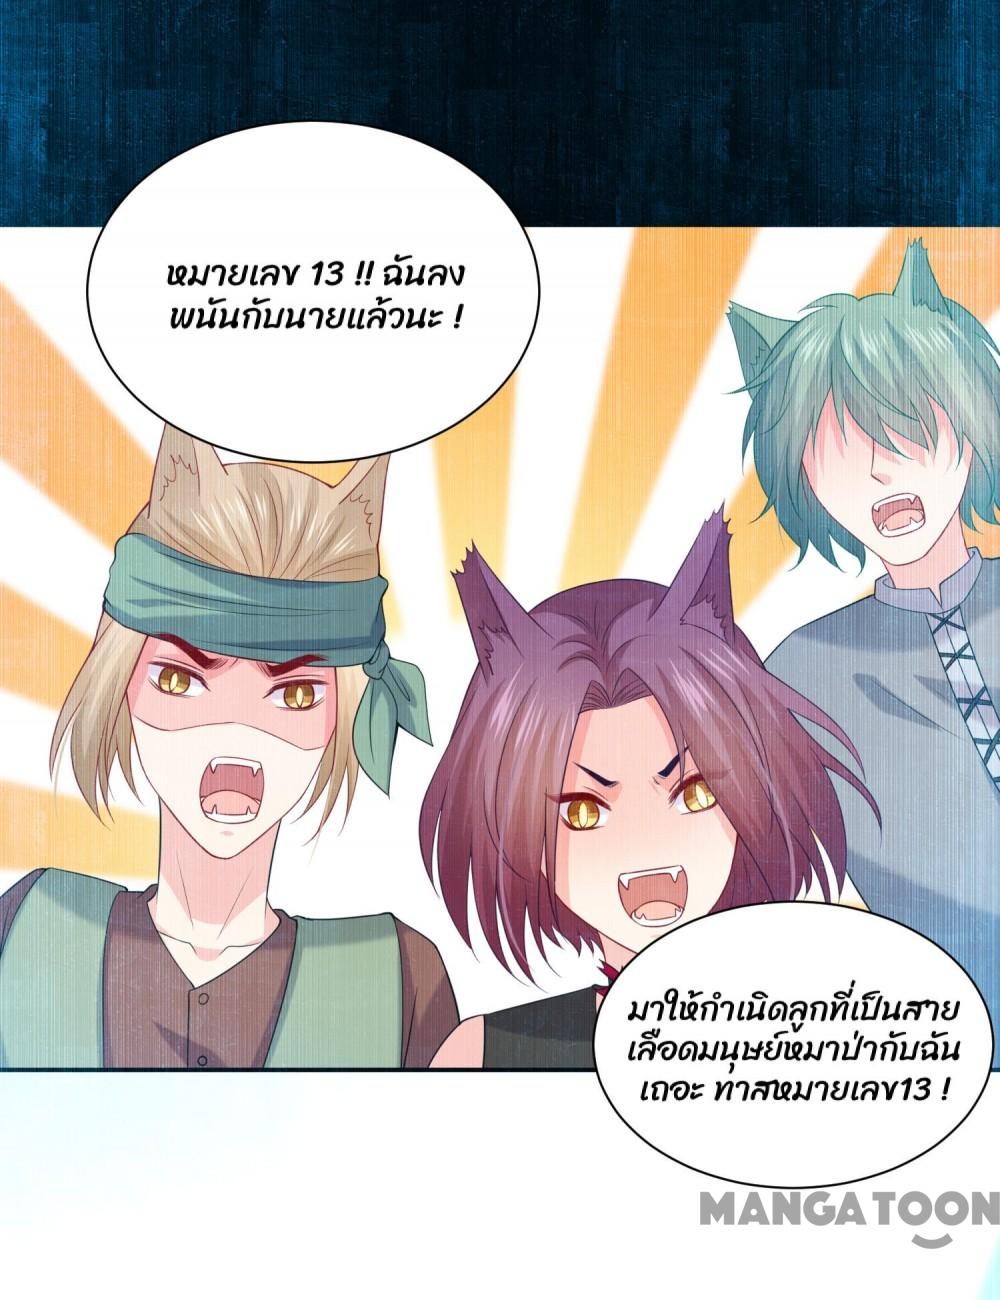 หมายเลข 13 !! ฉันลง
พนันกับนายแล้วนะ !
มาให้กำเนิดลูกที่เป็นสาย
เลือดมนุษย์หมาป่ากับฉัน
เถอะ ทาสหมายเลข13 !
MANGATOON